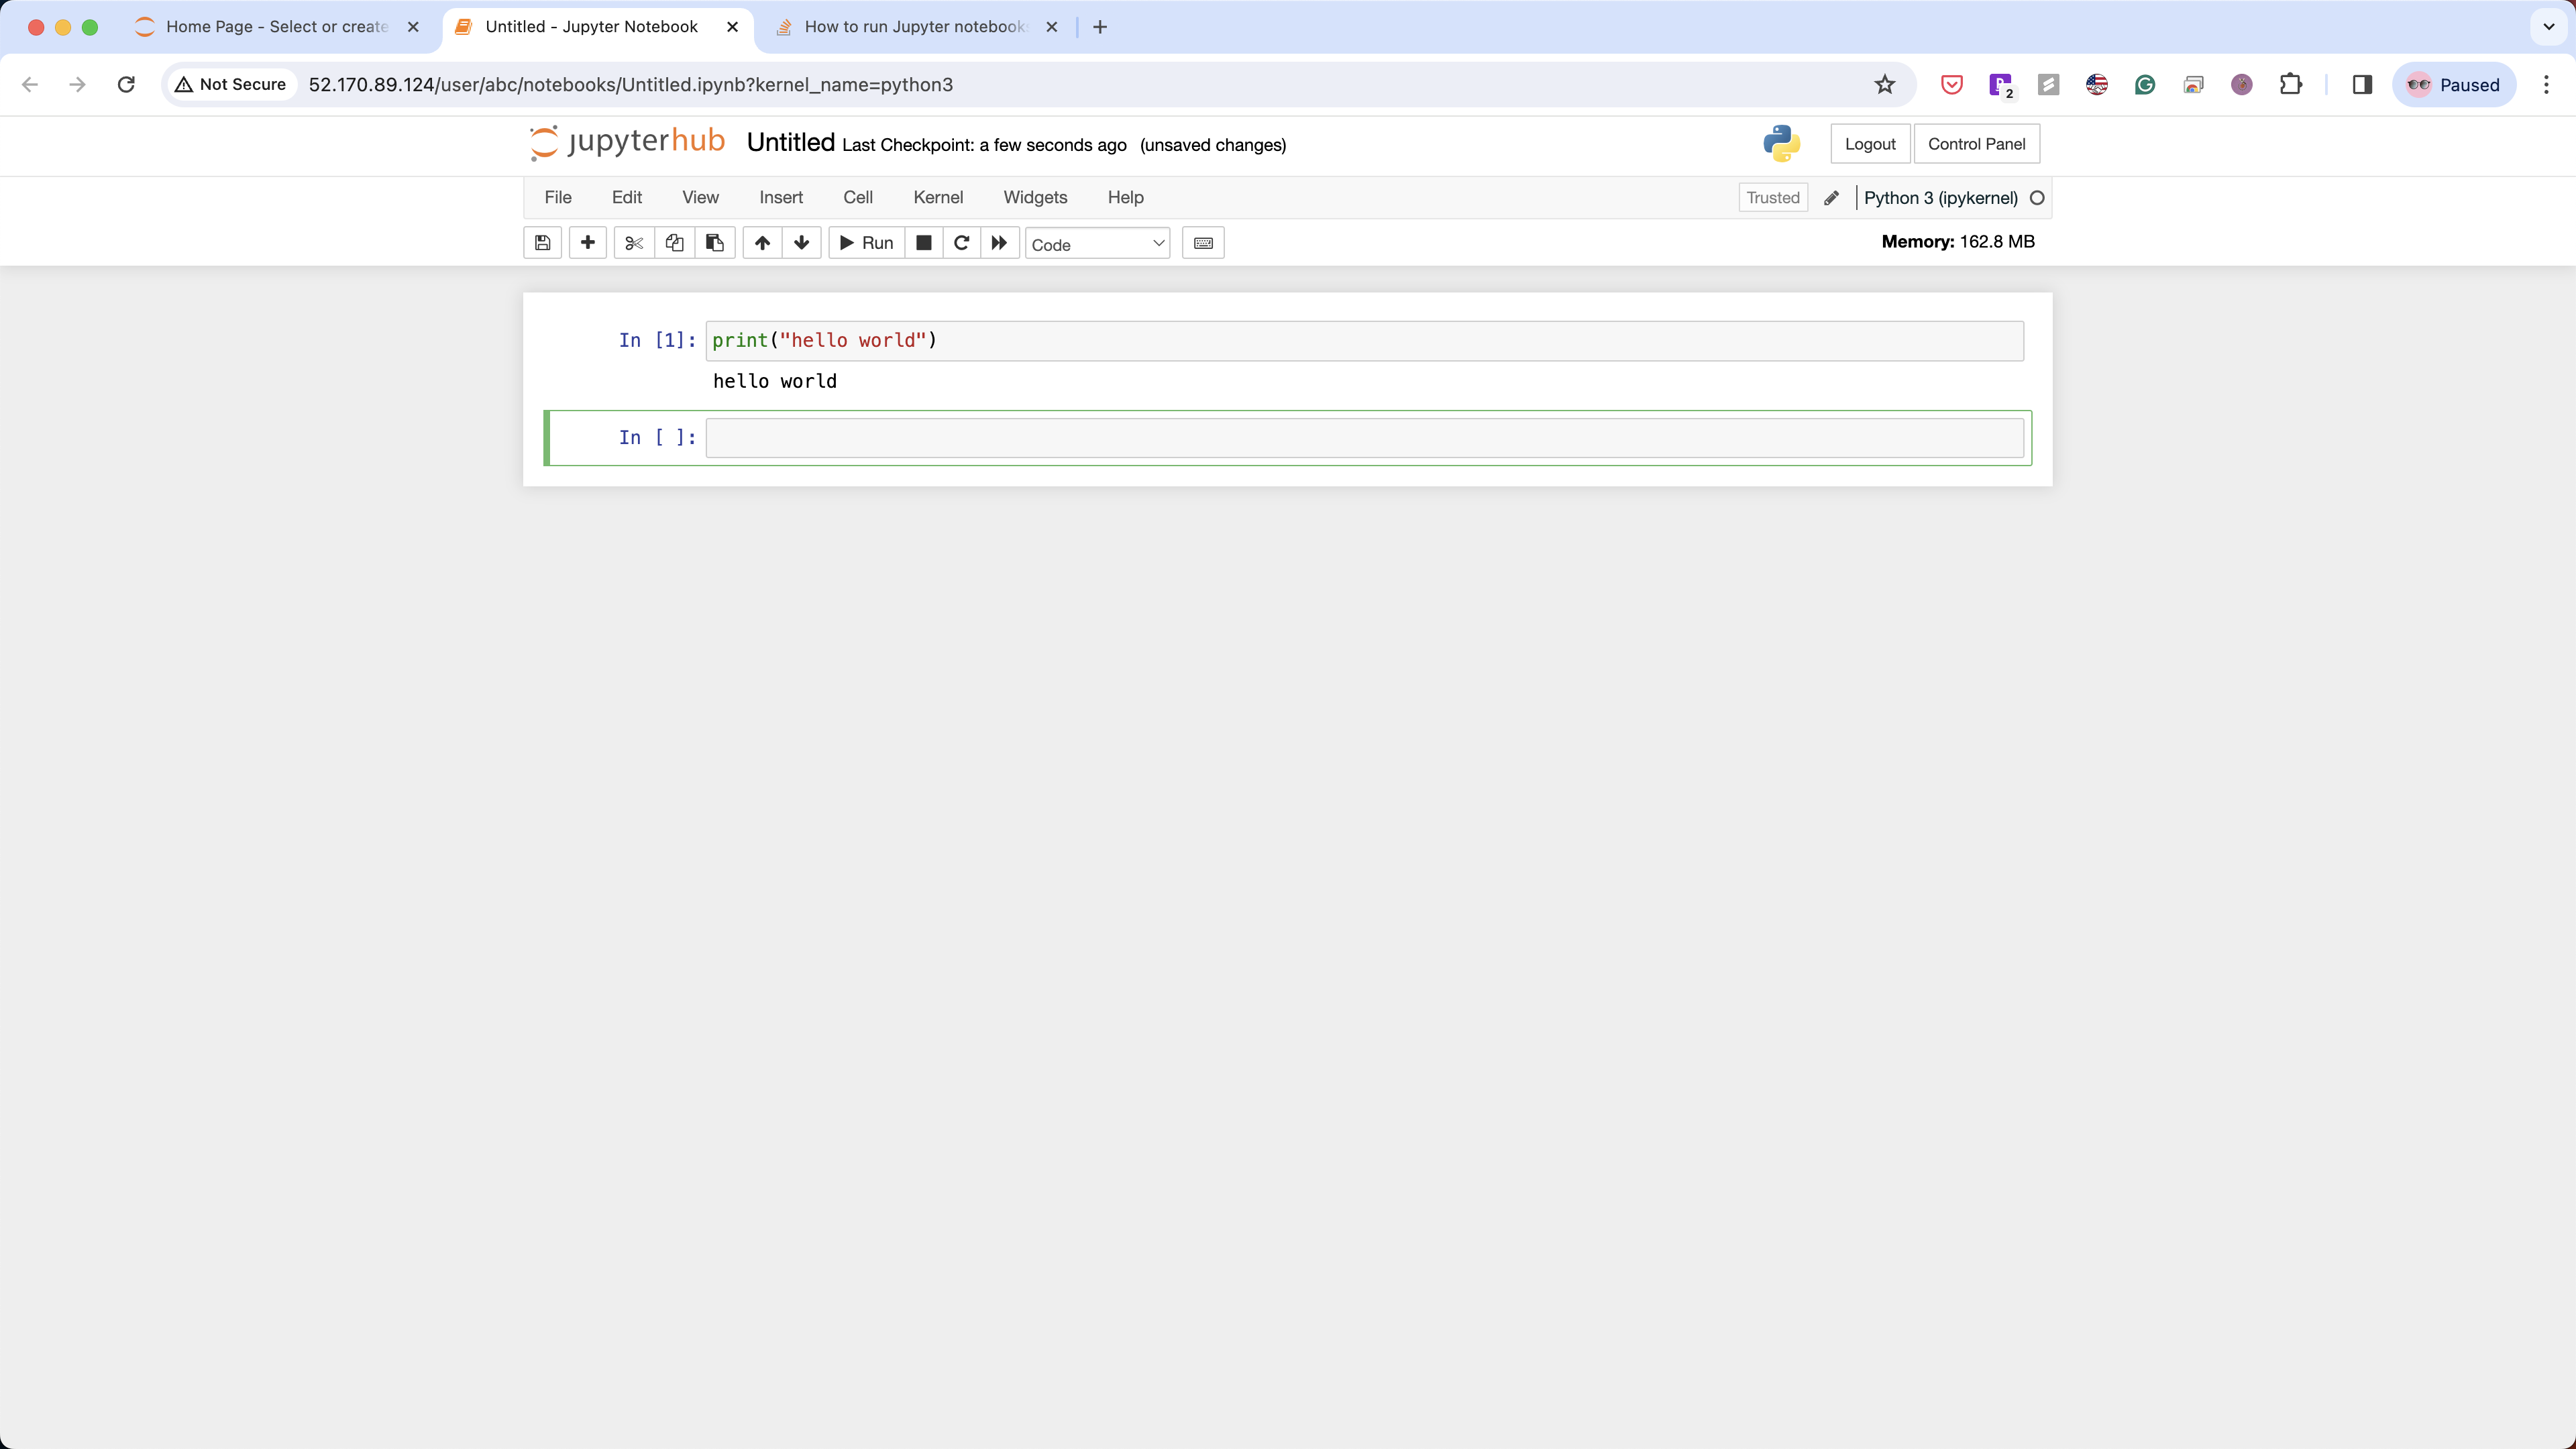 Home Page - Select or create
Untitled - Jupyter Notebook
How to run Jupyter notebooks
Not Secure
52.170.89.124/user/abc/notebooks/Untitled.ipynb?kernel_name=python3
2
Paused
jupyterhub Untitled Last Checkpoint: a few seconds ago (unsaved changes)
Logout
Control Panel
File Edit View Insert Cell Kernel Widgets Help
Trusted
Python 3 (ipykernel)
Run
Code
Memory: 162.8 MB
In [1]: print("hello world")
hello world
In [ ]: